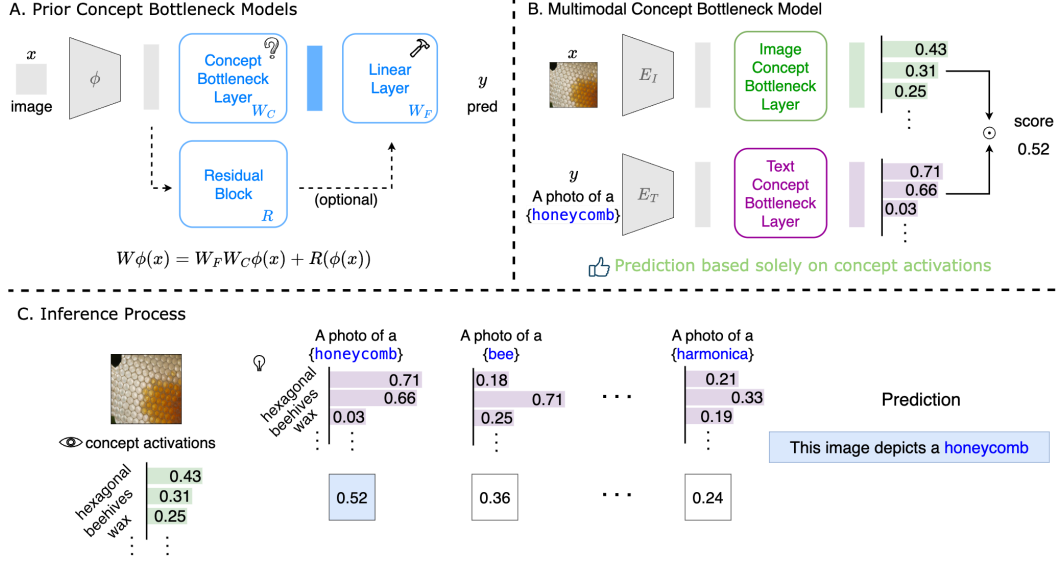 A. Prior Concept Bottleneck Models
x
image
ϕ
Concept
Bottleneck
Layer
W_C
Linear
Layer
W_F
y
pred
Residual
Block
R
(optional)
Wϕ(x) = W_F W_C ϕ(x) + R(ϕ(x))
B. Multimodal Concept Bottleneck Model
x
E_I
Image
Concept
Bottleneck
Layer
0.43
0.31
0.25
⋮
⊙
score
0.52
y
A photo of a
{honeycomb}
E_T
Text
Concept
Bottleneck
Layer
0.71
0.66
0.03
⋮
Prediction based solely on concept activations
C. Inference Process
concept activations
hexagonal
beehives
wax
⋮ ⋮
0.43
0.31
0.25
A photo of a
{honeycomb}
hexagonal
beehives
wax
⋮ ⋮
0.71
0.66
0.03
0.52
A photo of a
{bee}
0.18
0.71
0.25
⋮
0.36
· · ·
· · ·
A photo of a
{harmonica}
0.21
0.33
0.19
⋮
0.24
Prediction
This image depicts a honeycomb